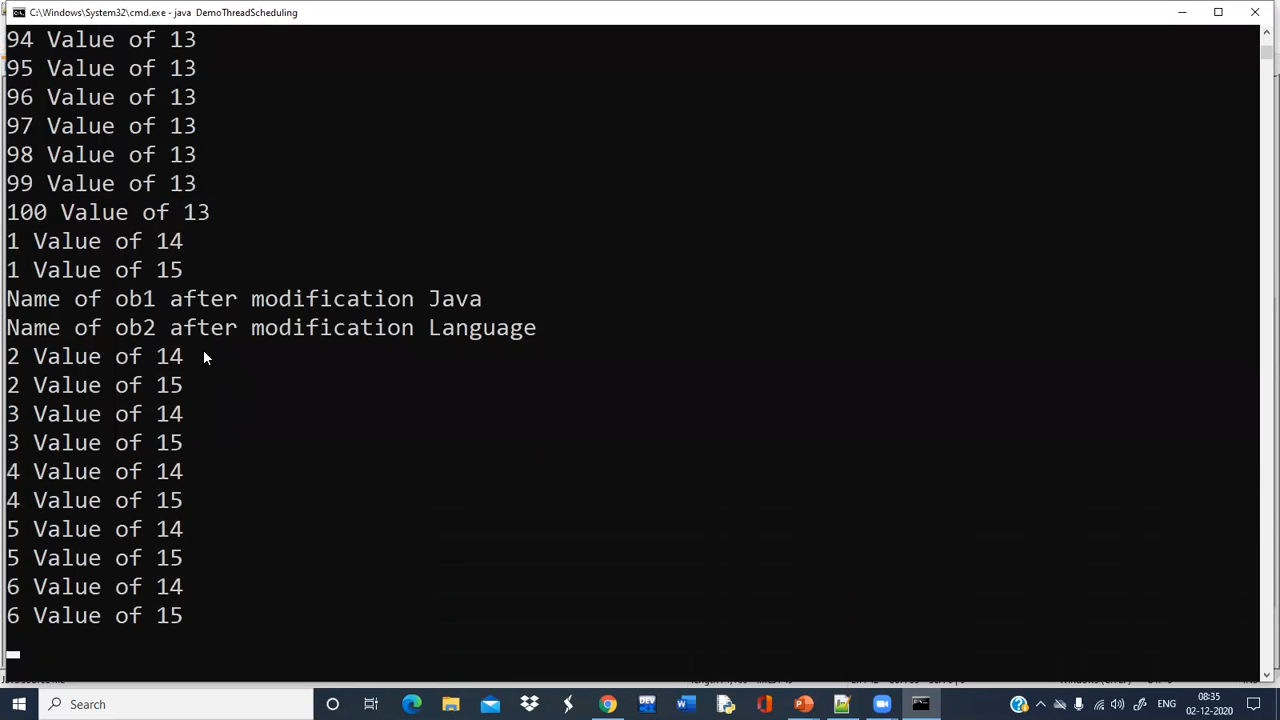 C:\Windows\System32\cmd.exe - java DemoThreadScheduling
94 Value of 13
95 Value of 13
96 Value of 13
97 Value of 13
98 Value of 13
99 Value of 13
100 Value of 13
1 Value of 14
1 Value of 15
Name of ob1 after modification Java
Name of ob2 after modification Language
2 Value of 14
2 Value of 15
3 Value of 14
3 Value of 15
4 Value of 14
4 Value of 15
5 Value of 14
5 Value of 15
6 Value of 14
6 Value of 15
Search
ENG
08:35
02-12-2020